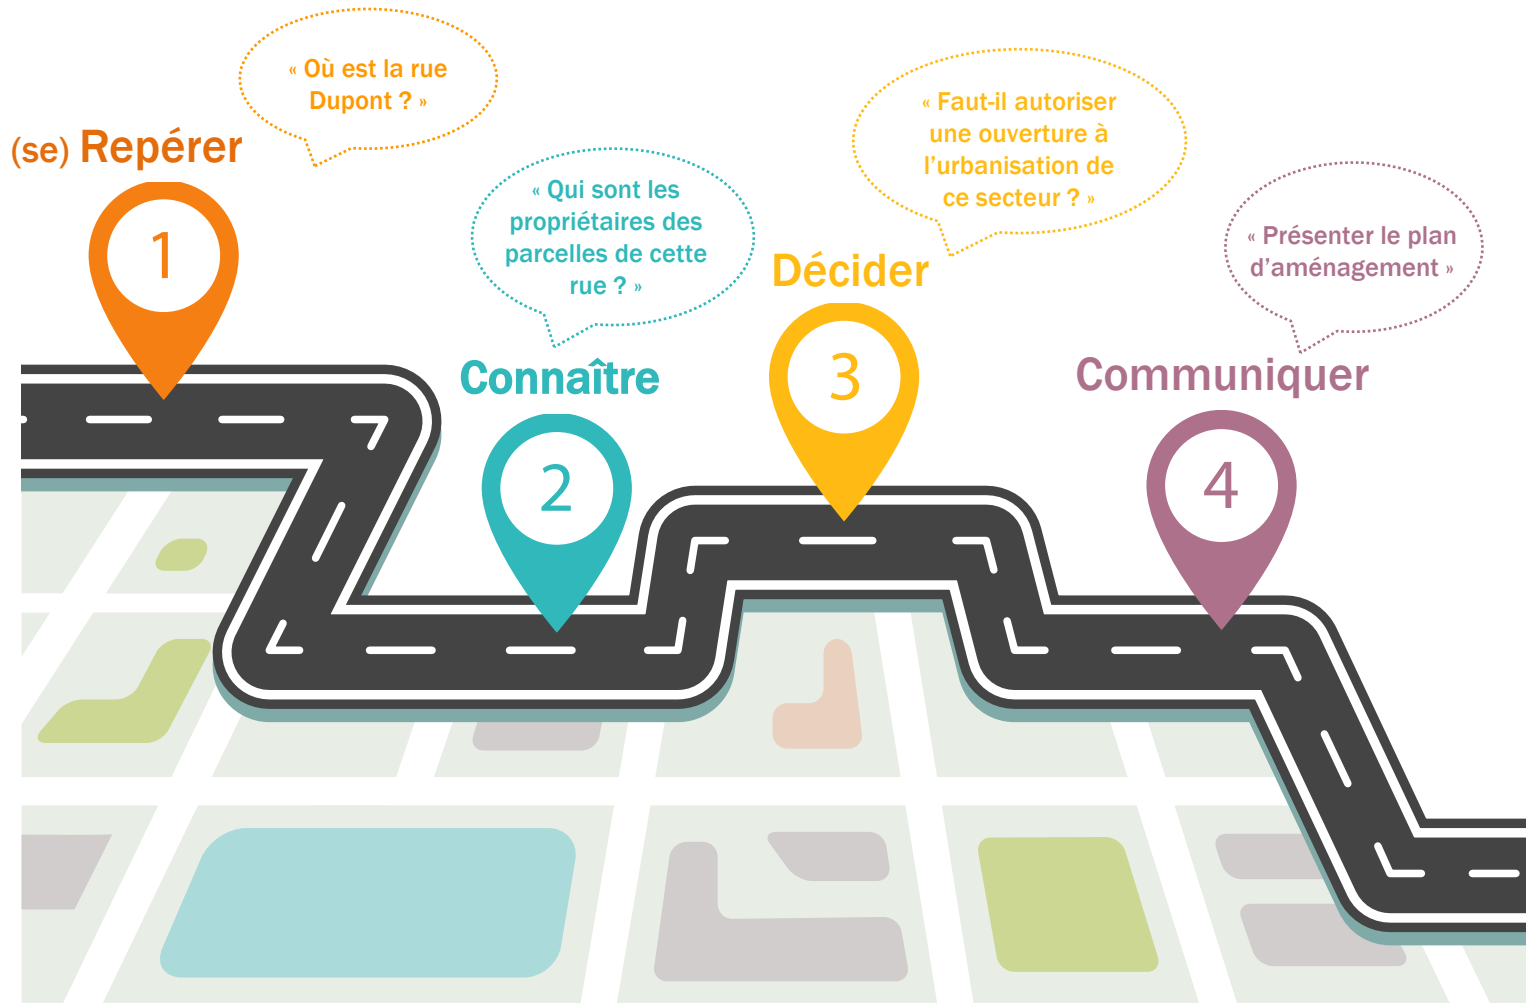 (se) Repérer
« Où est la rue
Dupont ? »
1
« Qui sont les
propriétaires des
parcelles de cette
rue ? »
Connaître
2
« Faut-il autoriser
une ouverture à
l’urbanisation de
ce secteur ? »
Décider
3
« Présenter le plan
d’aménagement »
Communiquer
4